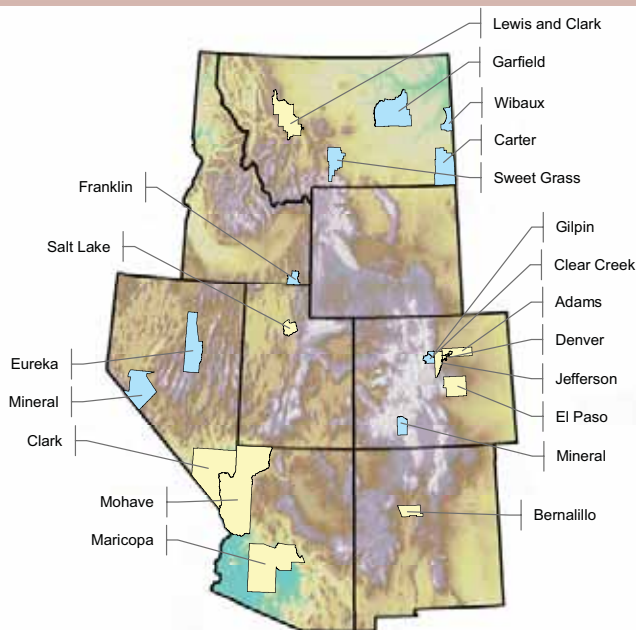 Lewis and Clark
Garfield
Wibaux
Carter
Sweet Grass
Franklin
Gilpin
Salt Lake
Clear Creek
Adams
Denver
Eureka
Jefferson
Mineral
El Paso
Clark
Mineral
Mohave
Bernalillo
Maricopa